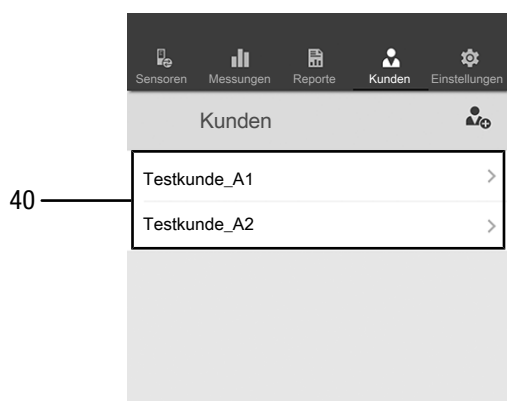 Sensoren Messungen Reporte Kunden Einstellungen
Kunden
Testkunde_A1
40
Testkunde_A2